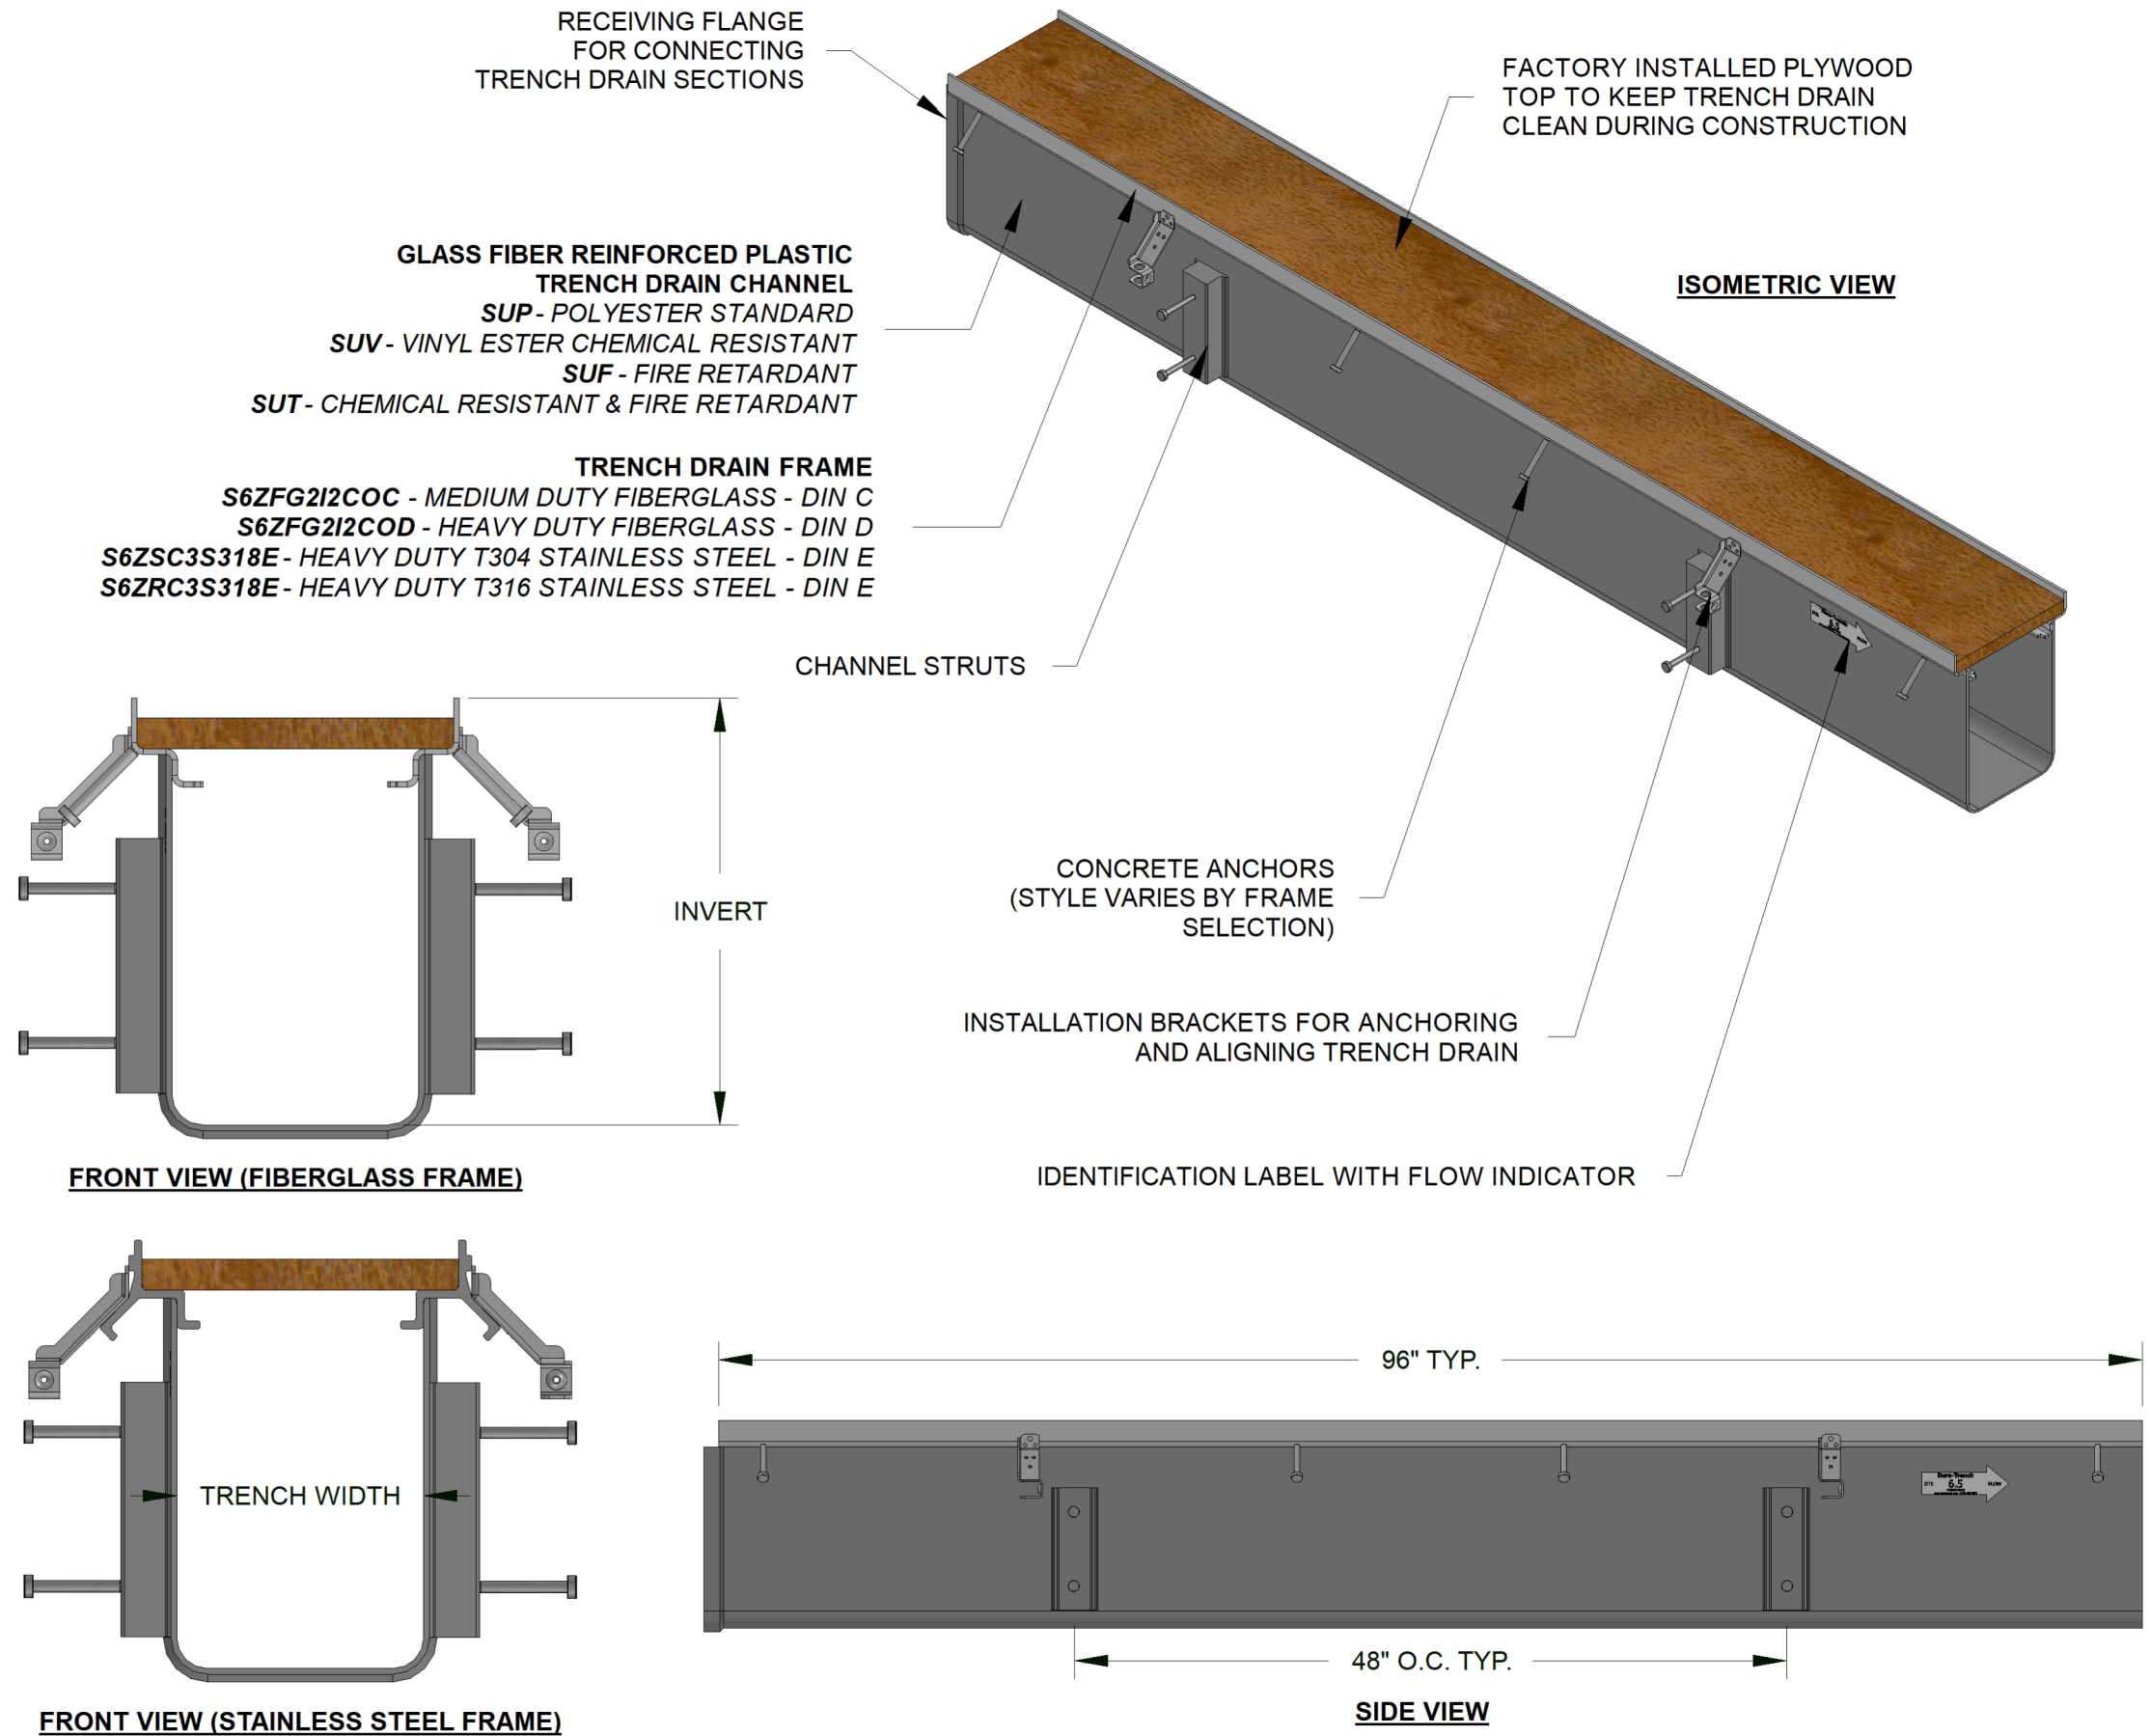 RECEIVING FLANGE
FOR CONNECTING
TRENCH DRAIN SECTIONS
FACTORY INSTALLED PLYWOOD
TOP TO KEEP TRENCH DRAIN
CLEAN DURING CONSTRUCTION
ISOMETRIC VIEW
GLASS FIBER REINFORCED PLASTIC
TRENCH DRAIN CHANNEL
SUP - POLYESTER STANDARD
SUV - VINYL ESTER CHEMICAL RESISTANT
SUF - FIRE RETARDANT
SUT - CHEMICAL RESISTANT & FIRE RETARDANT
TRENCH DRAIN FRAME
S6ZFG2I2COC - MEDIUM DUTY FIBERGLASS - DIN C
S6ZFG2I2COD - HEAVY DUTY FIBERGLASS - DIN D
S6ZSC3S318E - HEAVY DUTY T304 STAINLESS STEEL - DIN E
S6ZRC3S318E - HEAVY DUTY T316 STAINLESS STEEL - DIN E
CHANNEL STRUTS
INVERT
CONCRETE ANCHORS
(STYLE VARIES BY FRAME
SELECTION)
INSTALLATION BRACKETS FOR ANCHORING
AND ALIGNING TRENCH DRAIN
IDENTIFICATION LABEL WITH FLOW INDICATOR
FRONT VIEW (FIBERGLASS FRAME)
TRENCH WIDTH
FRONT VIEW (STAINLESS STEEL FRAME)
96" TYP.
Dura-Trench
6.5
FLOW
48" O.C. TYP.
SIDE VIEW